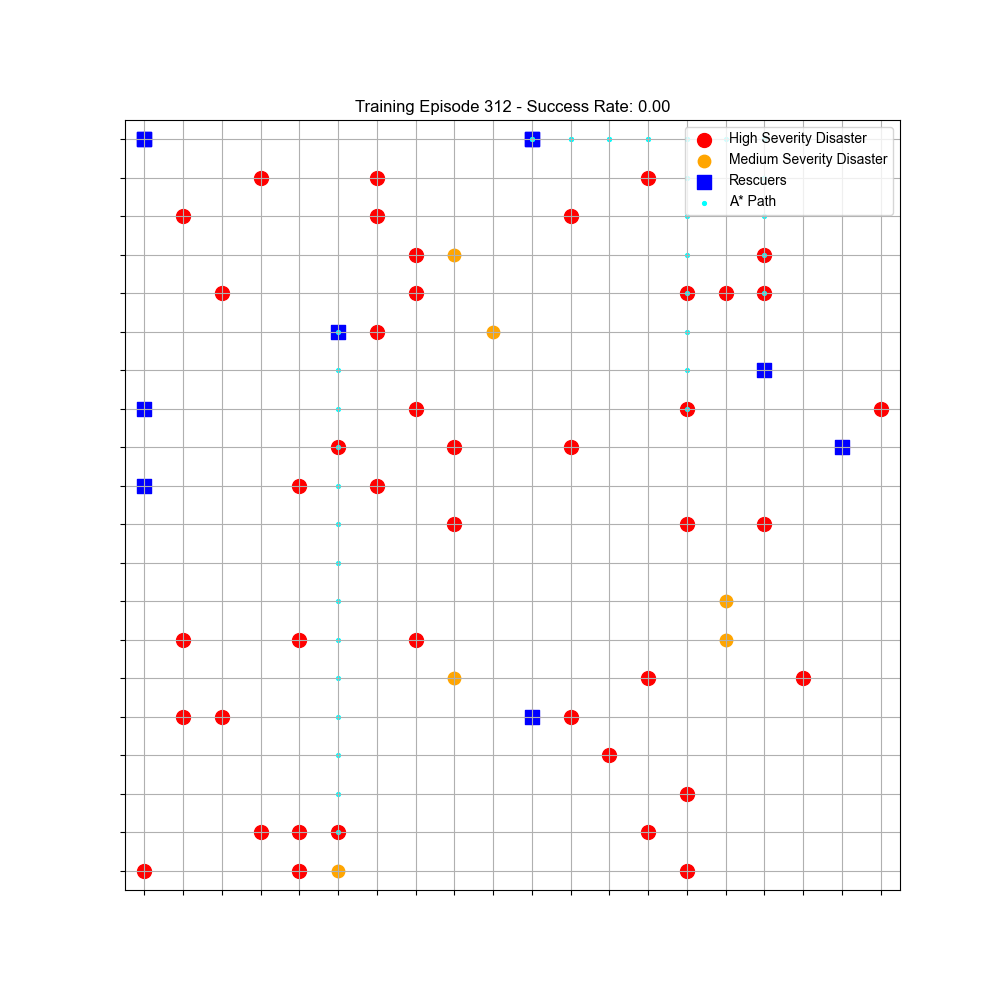 Training Episode 312 - Success Rate: 0.00
High Severity Disaster
Medium Severity Disaster
Rescuers
A* Path